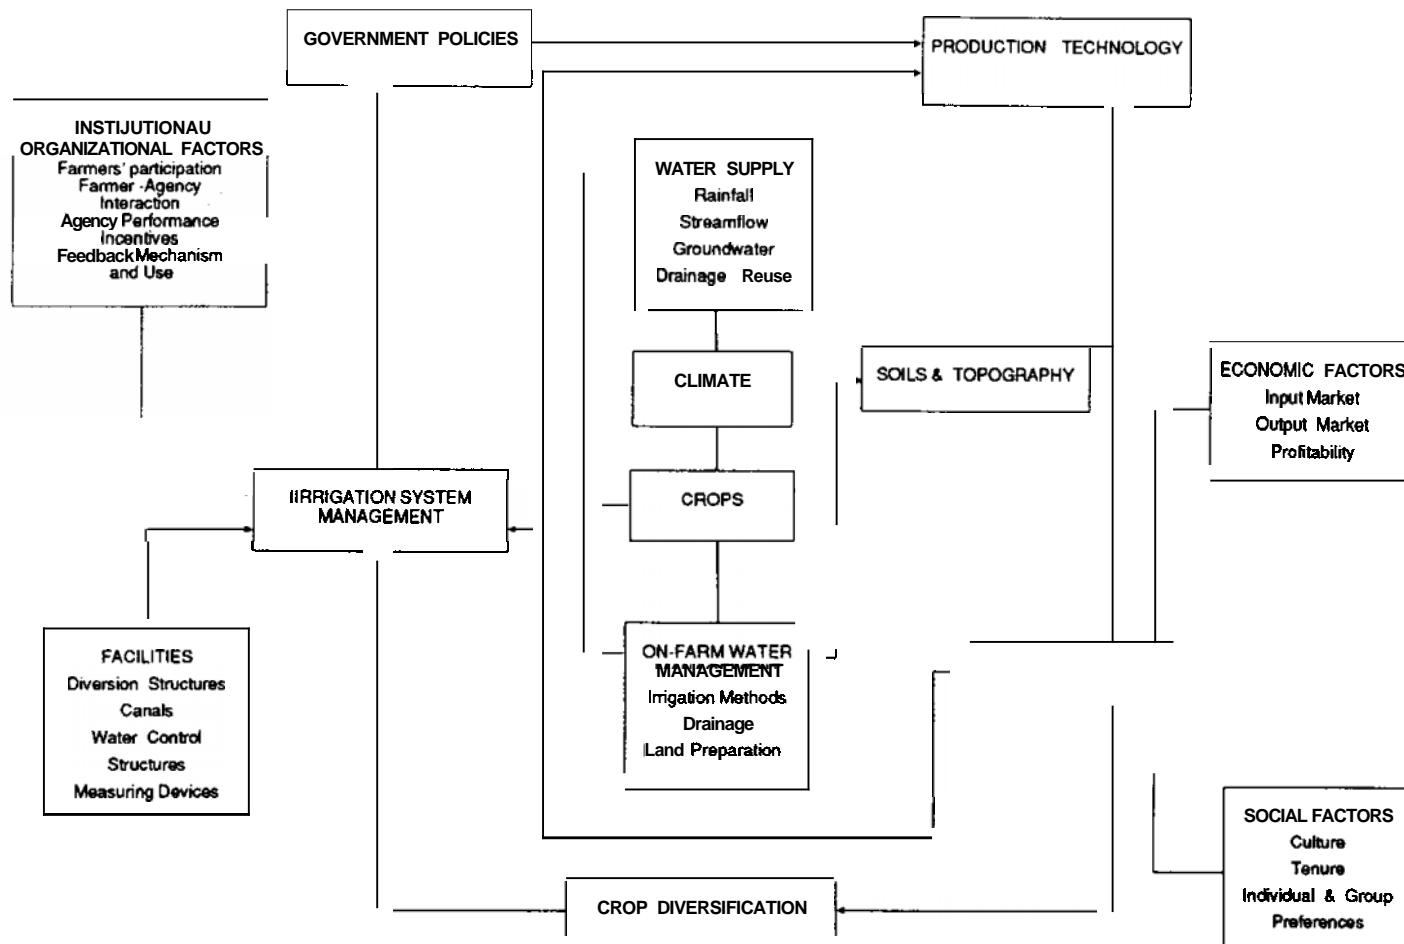 GOVERNMENT POLICIES
PRODUCTION TECHNOLOGY
INSTIJUTIONAU
ORGANIZATIONAL FACTORS
Farmers' participation
Farmer -Agency
Interaction
Agency Performance
Incentives
Feedback Mechanism
and Use
WATER SUPPLY
Rainfall
Streamflow
Groundwater
Drainage Reuse
CLIMATE
SOILS & TOPOGRAPHY
ECONOMIC FACTORS
Input Market
Output Market
Profitability
IIRRIGATION SYSTEM
MANAGEMENT
CROPS
FACILITIES
Diversion Structures
Canals
Water Control
Structures
Measuring Devices
ON-FARM WATER
MANAGEMENT
Irrigation Methods
Drainage
Land Preparation
SOCIAL FACTORS
Culture
Tenure
Individual & Group
Preferences
CROP DIVERSIFICATION